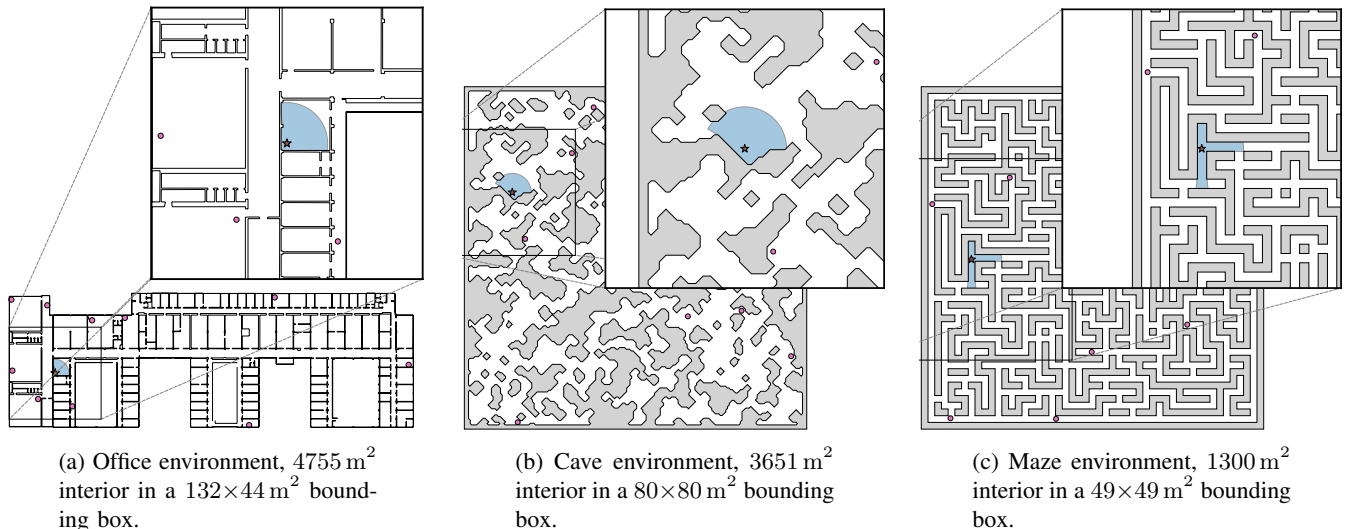 (a) Office environment, 4755 m²
interior in a 132×44 m² bound-
ing box.
(b) Cave environment, 3651 m²
interior in a 80×80 m² bounding
box.
(c) Maze environment, 1300 m²
interior in a 49×49 m² bounding
box.